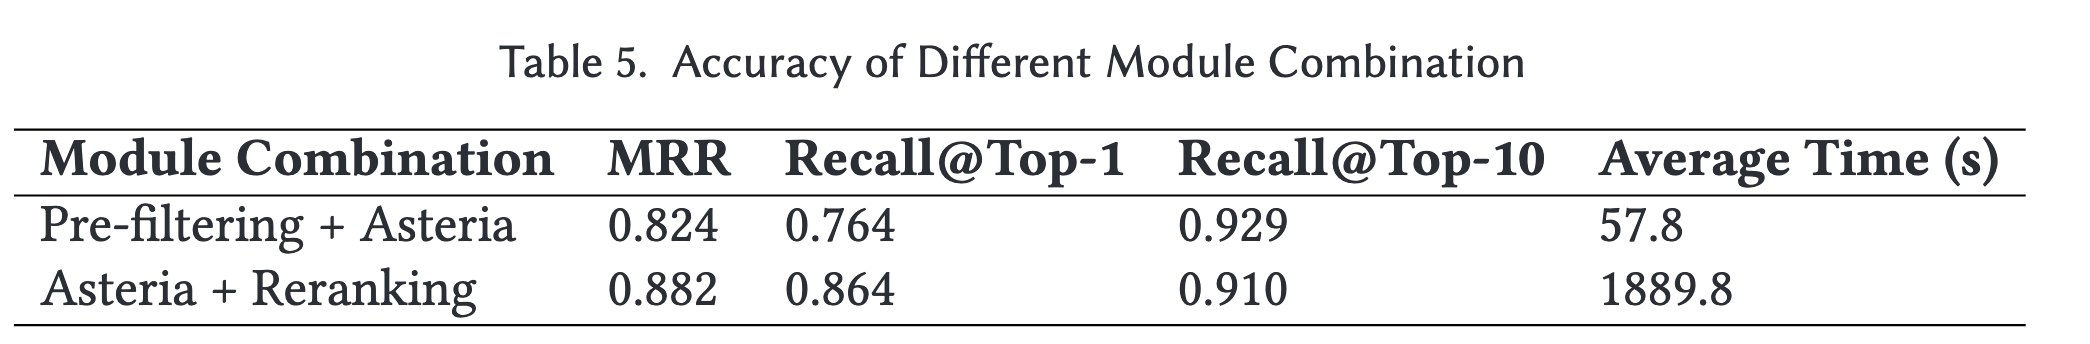 Table 5. Accuracy of Different Module Combination
Module Combination MRR Recall@Top-1 Recall@Top-10 Average Time (s)
Pre-filtering + Asteria 0.824 0.764 0.929 57.8
Asteria + Reranking 0.882 0.864 0.910 1889.8